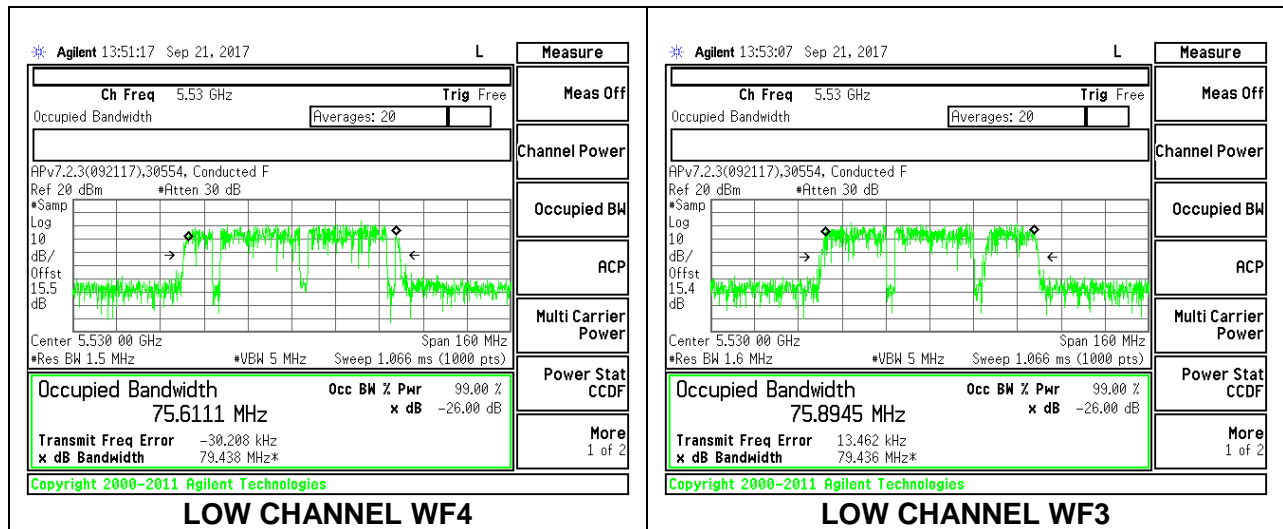 Agilent 13:51:17 Sep 21, 2017 L
Measure
Ch Freq 5.53 GHz Trig Free
Meas Off
Occupied Bandwidth Averages: 20
Channel Power
APv7.2.3(092117),30554, Conducted F
Ref 20 dBm #Atten 30 dB
#Samp
Log
10
dB/
Offst
15.5
dB
Occupied BW
ACP
Multi Carrier
Power
Center 5.530 00 GHz Span 160 MHz
#Res BW 1.5 MHz #VBW 5 MHz Sweep 1.066 ms (1000 pts)
Power Stat
CCDF
Occupied Bandwidth Occ BW % Pwr 99.00 %
75.6111 MHz x dB -26.00 dB
Transmit Freq Error -30.208 kHz
x dB Bandwidth 79.438 MHz*
More
1 of 2
Copyright 2000-2011 Agilent Technologies
LOW CHANNEL WF4
Agilent 13:53:07 Sep 21, 2017 L
Measure
Ch Freq 5.53 GHz Trig Free
Meas Off
Occupied Bandwidth Averages: 20
Channel Power
APv7.2.3(092117),30554, Conducted F
Ref 20 dBm #Atten 30 dB
#Samp
Log
10
dB/
Offst
15.4
dB
Occupied BW
ACP
Multi Carrier
Power
Center 5.530 00 GHz Span 160 MHz
#Res BW 1.6 MHz #VBW 5 MHz Sweep 1.066 ms (1000 pts)
Power Stat
CCDF
Occupied Bandwidth Occ BW % Pwr 99.00 %
75.8945 MHz x dB -26.00 dB
Transmit Freq Error 13.462 kHz
x dB Bandwidth 79.436 MHz*
More
1 of 2
Copyright 2000-2011 Agilent Technologies
LOW CHANNEL WF3